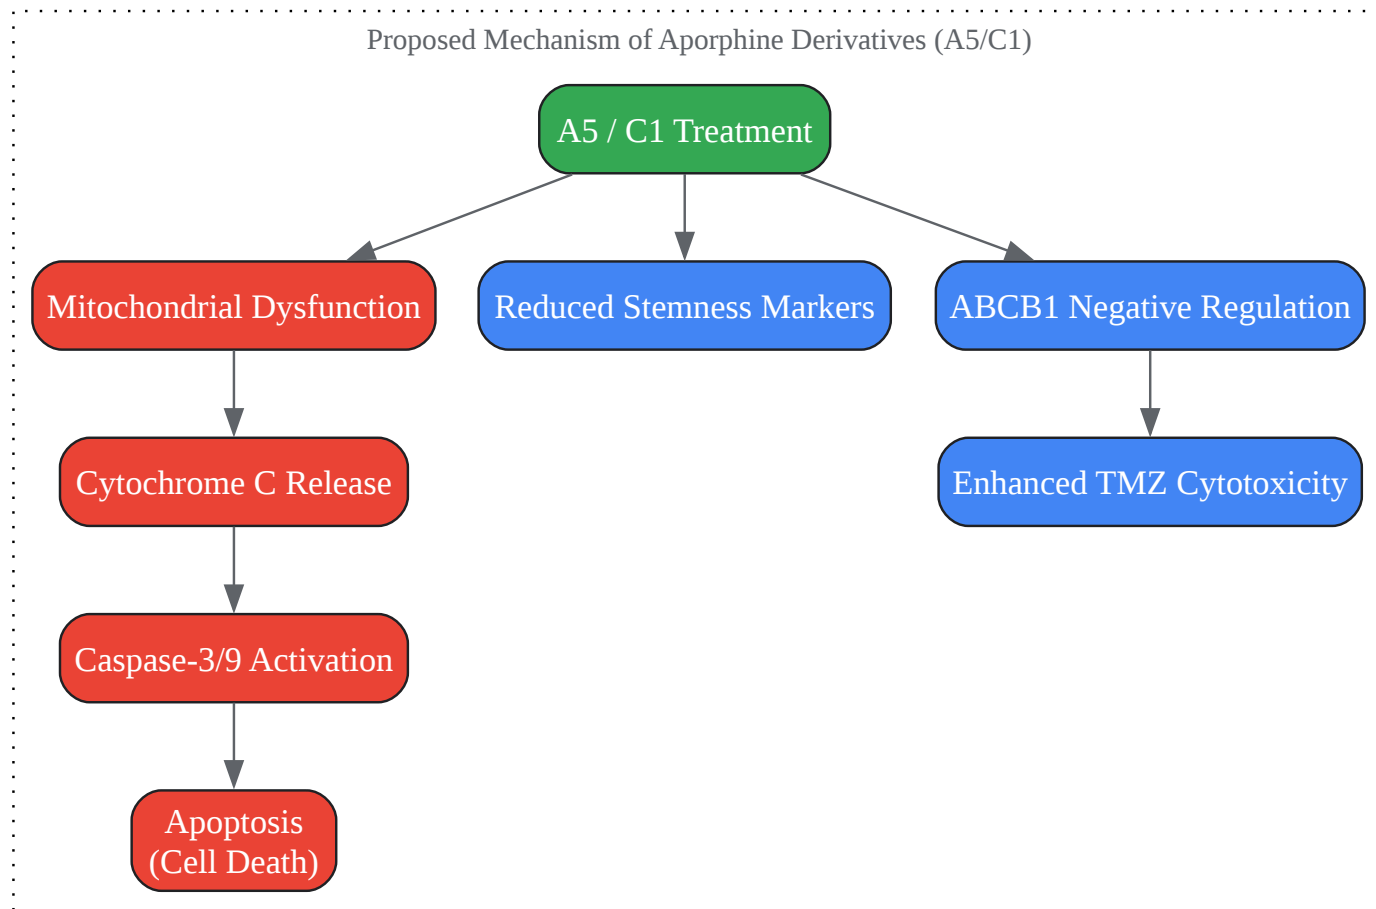 Proposed Mechanism of Aporphine Derivatives (A5/C1)
A5 / C1 Treatment
Mitochondrial Dysfunction
Reduced Stemness Markers
ABCB1 Negative Regulation
Cytochrome C Release
Enhanced TMZ Cytotoxicity
Caspase-3/9 Activation
Apoptosis
(Cell Death)